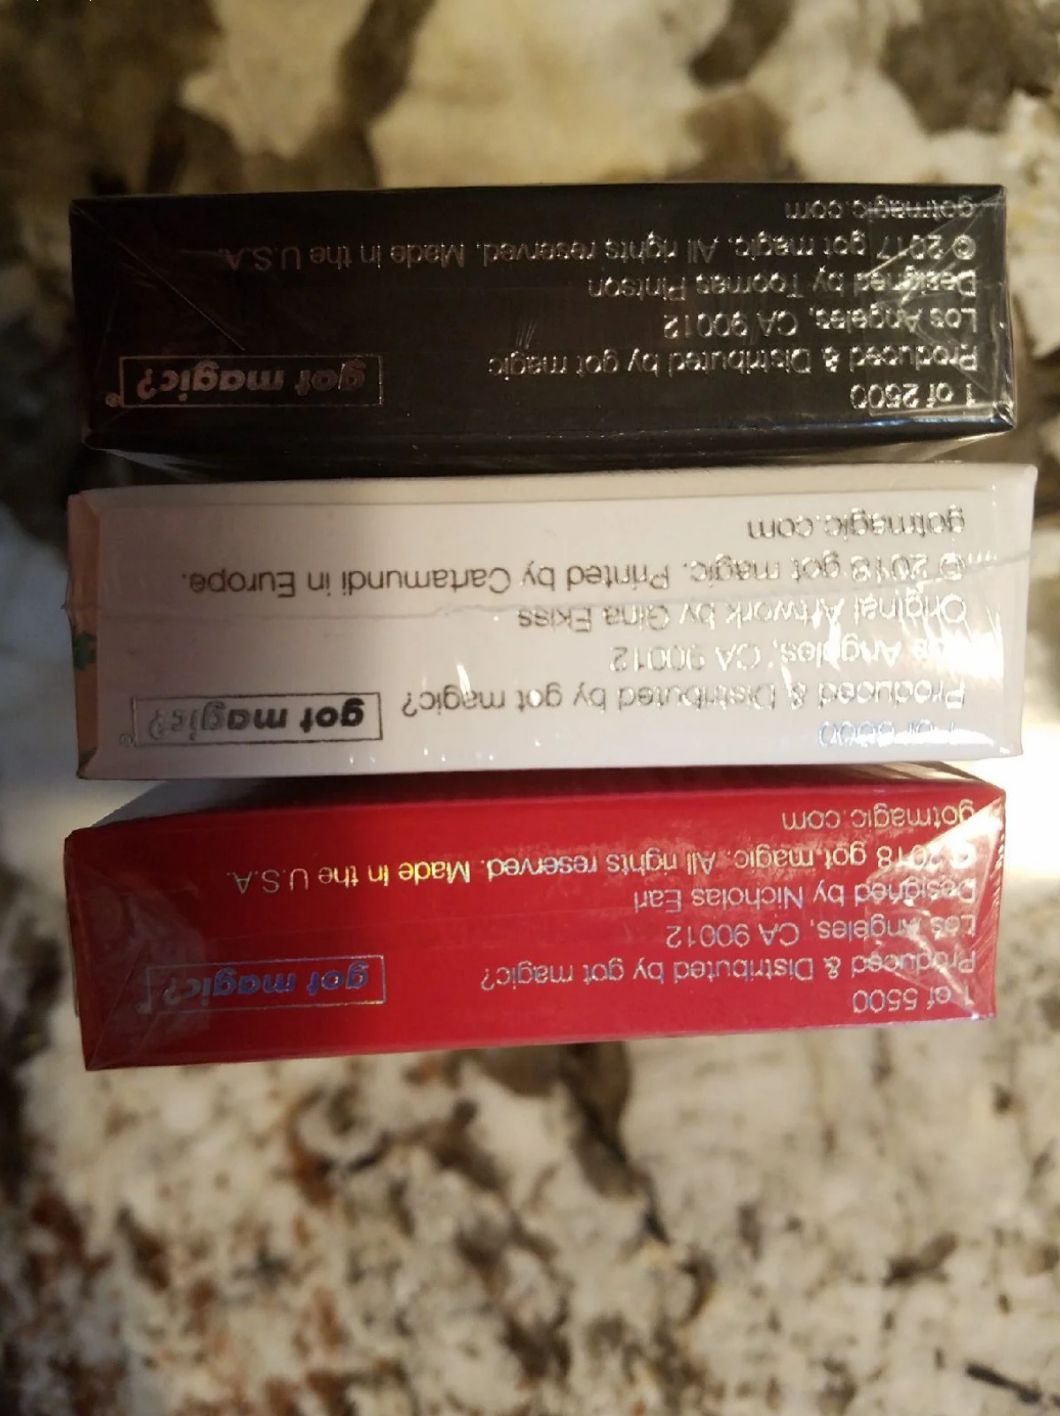 1 of 5500
Produced & Distributed by got magic?
Los Angeles, CA 90012
Designed by Nicholas Earl
© 2018 got magic. All rights reserved. Made in the U.S.A.
gotmagic.com
got magic?
1 of 5000
Produced & Distributed by got magic?
Los Angeles, CA 90012
Original Artwork by Gina Ekiss
© 2018 got magic. Printed by Cartamundi in Europe.
gotmagic.com
got magic?®
1 of 2500
Produced & Distributed by got magic
Los Angeles, CA 90012
Designed by Toomas Pintson
© 2017 got magic. All rights reserved. Made in the U.S.A.
gotmagic.com
got magic?®